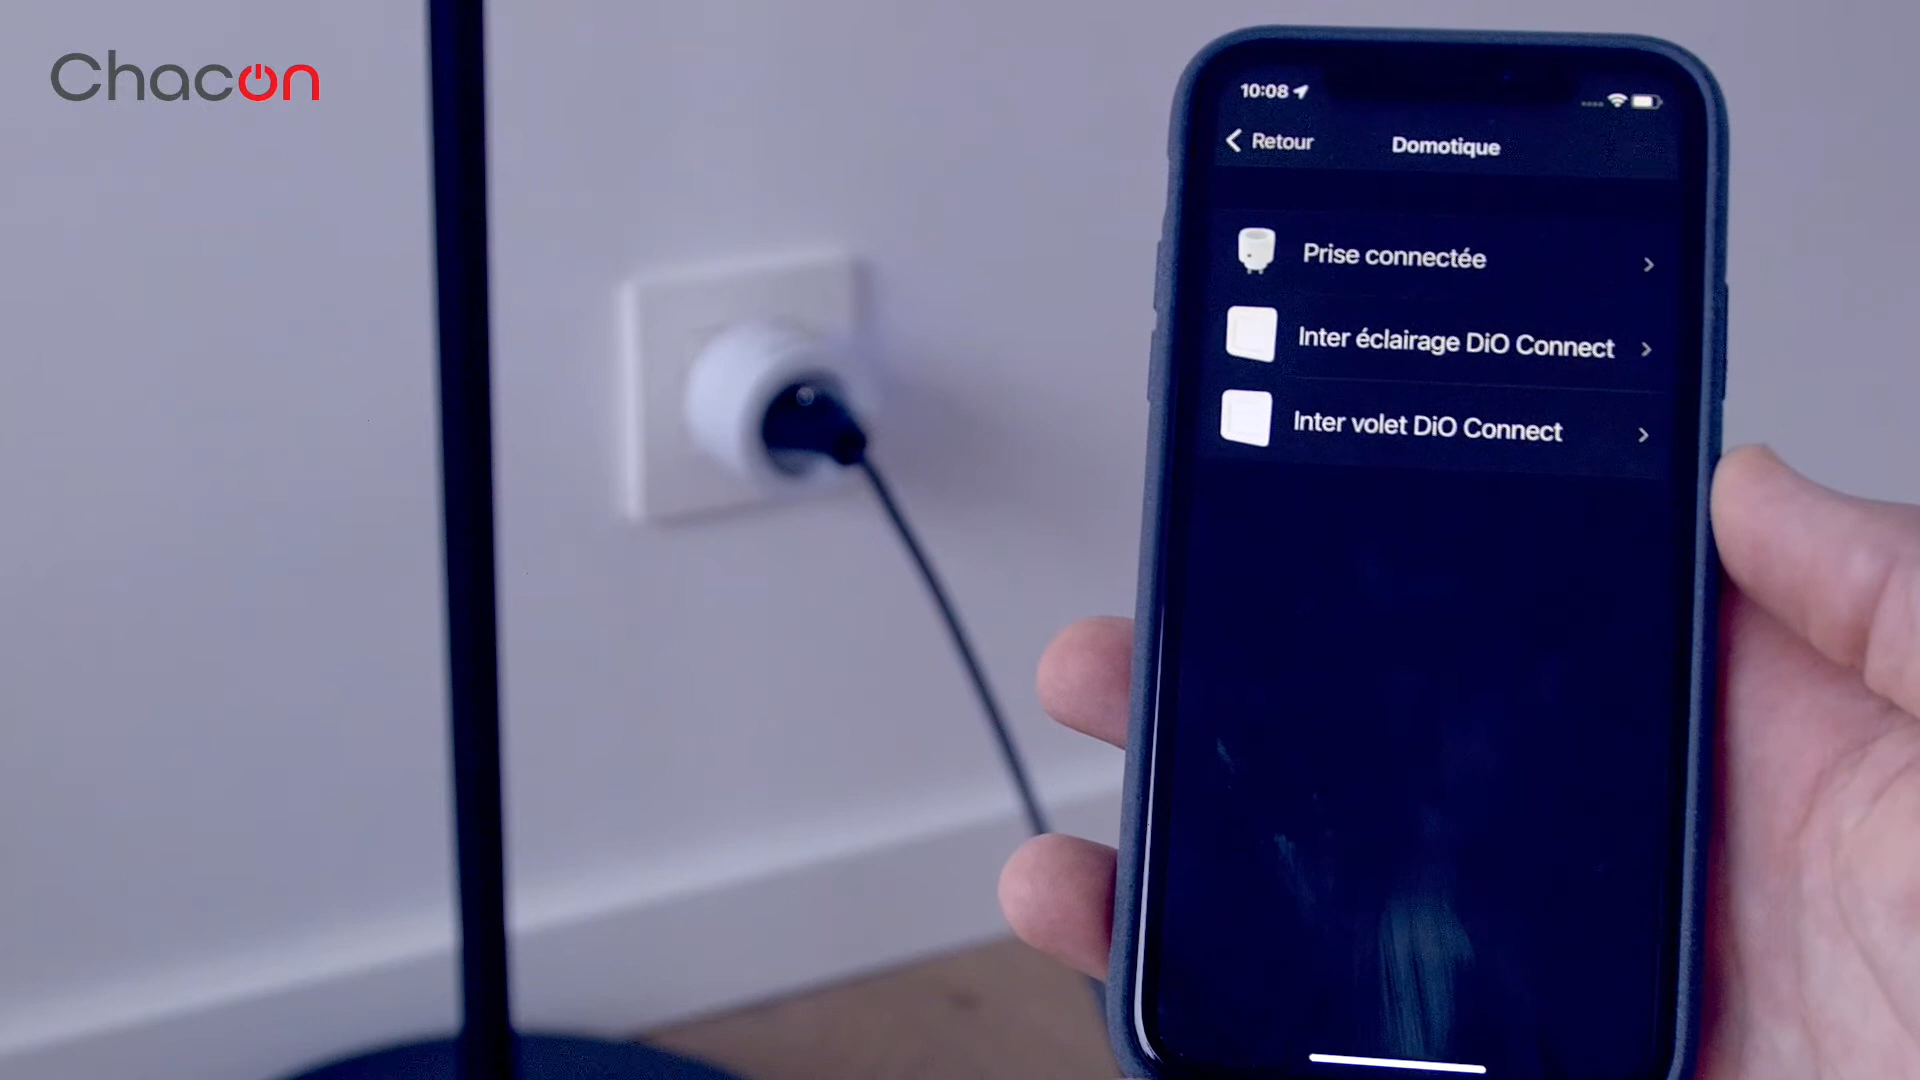 Chacon
10:08
Retour
Domotique
Prise connectée
Inter éclairage DiO Connect
Inter volet DiO Connect